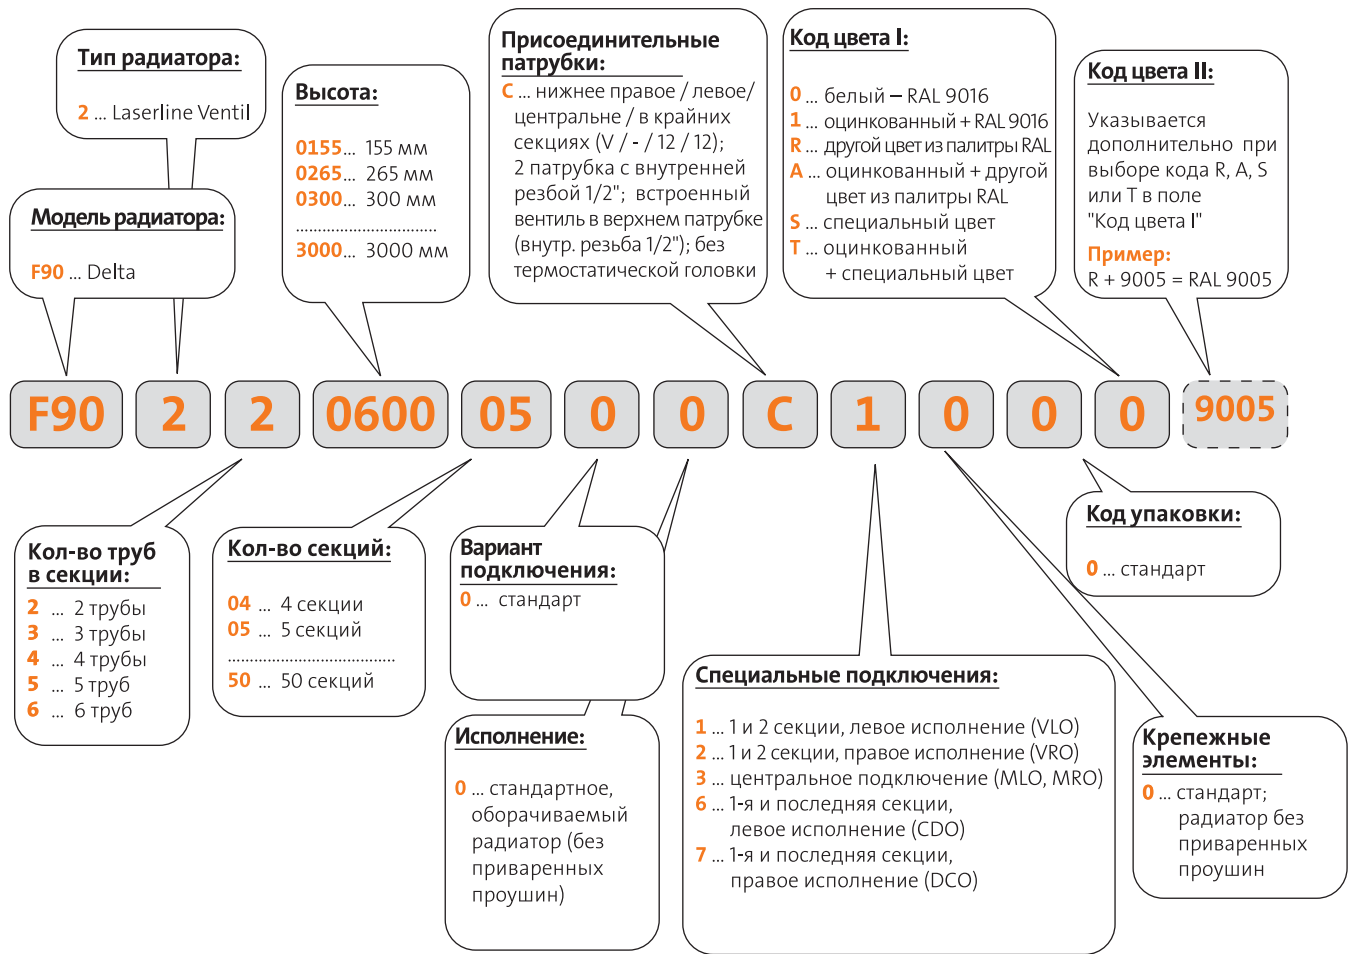 Тип радиатора:
2 ... Laserline Ventil
Модель радиатора:
F90 ... Delta
Высота:
0155... 155 мм
0265... 265 мм
0300... 300 мм
................................
3000... 3000 мм
Присоединительные
патрубки:
C ... нижнее правое / левое/
центральне / в крайних
секциях (V / - / 12 / 12);
2 патрубка с внутренней
резбой 1/2"; встроенный
вентиль в верхнем патрубке
(внутр. резьба 1/2"); без
термостатической головки
Код цвета I:
0 ... белый – RAL 9016
1 ... оцинкованный + RAL 9016
R ... другой цвет из палитры RAL
A ... оцинкованный + другой
цвет из палитры RAL
S ... специальный цвет
T ... оцинкованный
+ специальный цвет
Код цвета II:
Указывается
дополнительно при
выборе кода R, A, S
или T в поле
"Код цвета I"
Пример:
R + 9005 = RAL 9005
F90 2 2 0600 05 0 0 C 1 0 0 0 9005
Кол-во труб
в секции:
2 ... 2 трубы
3 ... 3 трубы
4 ... 4 трубы
5 ... 5 труб
6 ... 6 труб
Кол-во секций:
04 ... 4 секции
05 ... 5 секций
......................................
50 ... 50 секций
Вариант
подключения:
0 ... стандарт
Исполнение:
0 ... стандартное,
оборачиваемый
радиатор (без
приваренных
проушин)
Специальные подключения:
1 ... 1 и 2 секции, левое исполнение (VLO)
2 ... 1 и 2 секции, правое исполнение (VRO)
3 ... центральное подключение (MLO, MRO)
6 ... 1-я и последняя секции,
левое исполнение (CDO)
7 ... 1-я и последняя секции,
правое исполнение (DCO)
Код упаковки:
0 ... стандарт
Крепежные
элементы:
0 ... стандарт;
радиатор без
приваренных
проушин